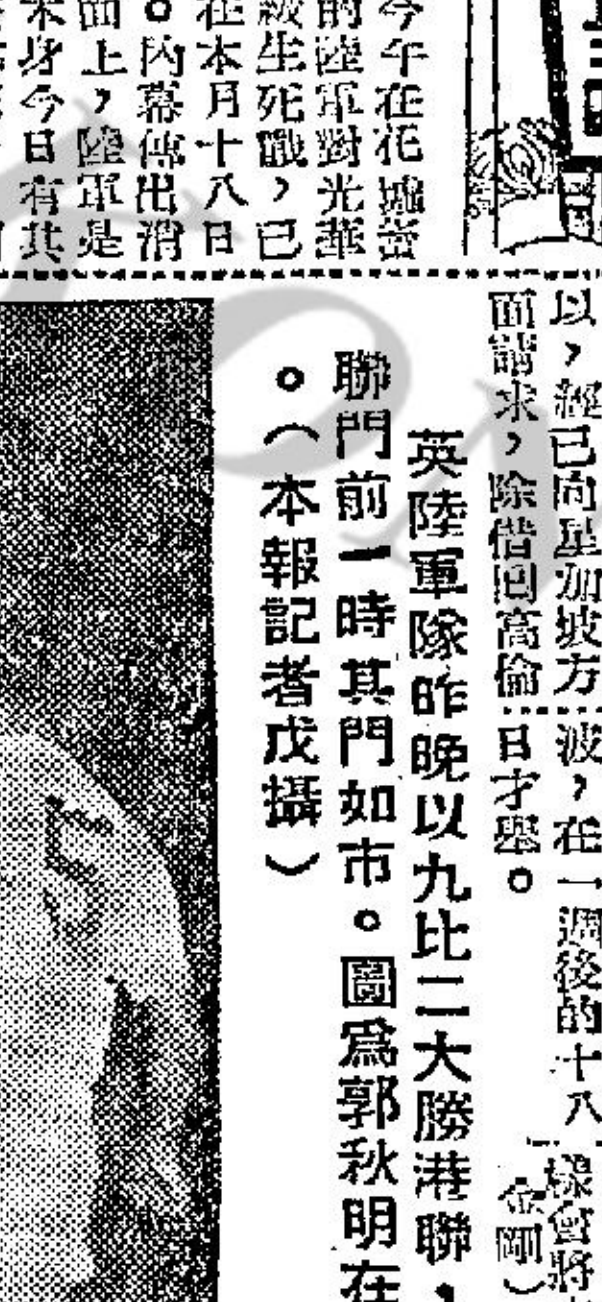 今午在花墟
的陸軍對光華
級生死戰，已
在本月十八日
。內幕傳出消
面上，陸軍是
本身今日有其
以，經已向星加坡方
面請求，除借回高倫
波，在一週後的十八
日才舉。
樣會將
金剛）
英陸軍隊昨晚以九比二大勝港聯，
聯門前一時其門如市。圖爲郭秋明在
。（本報記者戊攝）